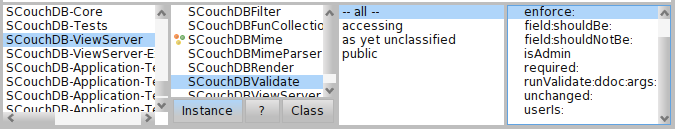 SCouchDB-Core
SCouchDB-Tests
SCouchDB-ViewServer
SCouchDB-ViewServer-E
SCouchDB-Application-Te
SCouchDB-Application-Te
SCouchDB-Application-Te
SCouchDBFilter
SCouchDBFunCollectio
SCouchDBMime
SCouchDBMimeParser
SCouchDBRender
SCouchDBValidate
SCouchDBViewServer
Instance
?
Class
-- all --
accessing
as yet unclassified
public
enforce:
field:shouldBe:
field:shouldNotBe:
isAdmin
required:
runValidate:ddoc:args:
unchanged:
userIs: